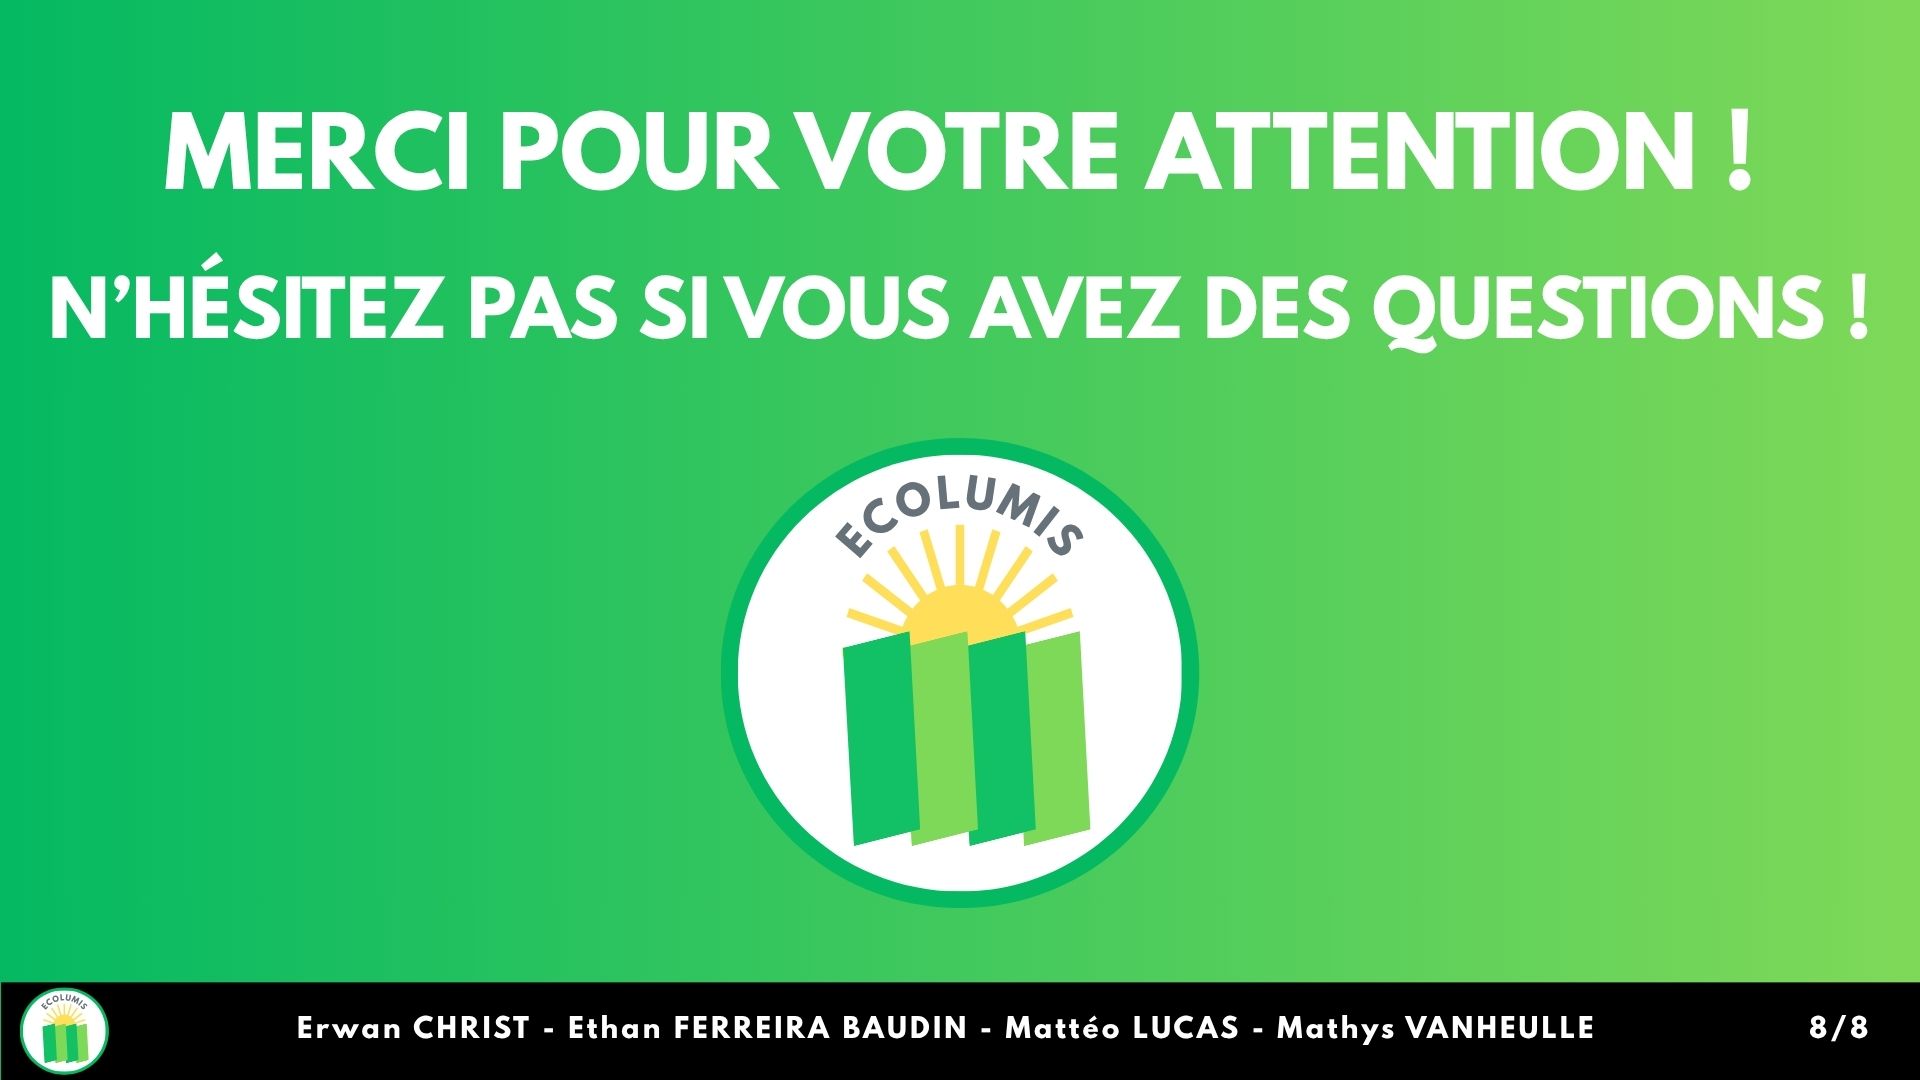 MERCI POUR VOTRE ATTENTION !
N’HÉSITEZ PAS SI VOUS AVEZ DES QUESTIONS !
ECOLUMIS
ECOLUMIS
Erwan CHRIST - Ethan FERREIRA BAUDIN - Mattéo LUCAS - Mathys VANHEULLE
8/8